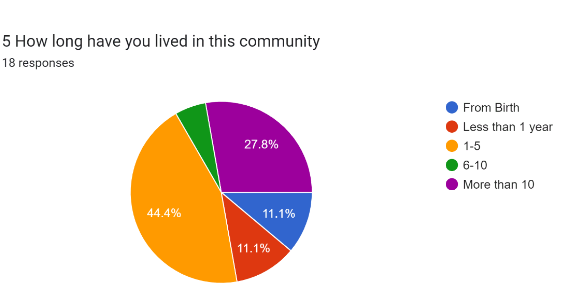 5 How long have you lived in this community
18 responses
27.8%
11.1%
11.1%
44.4%
From Birth
Less than 1 year
1-5
6-10
More than 10